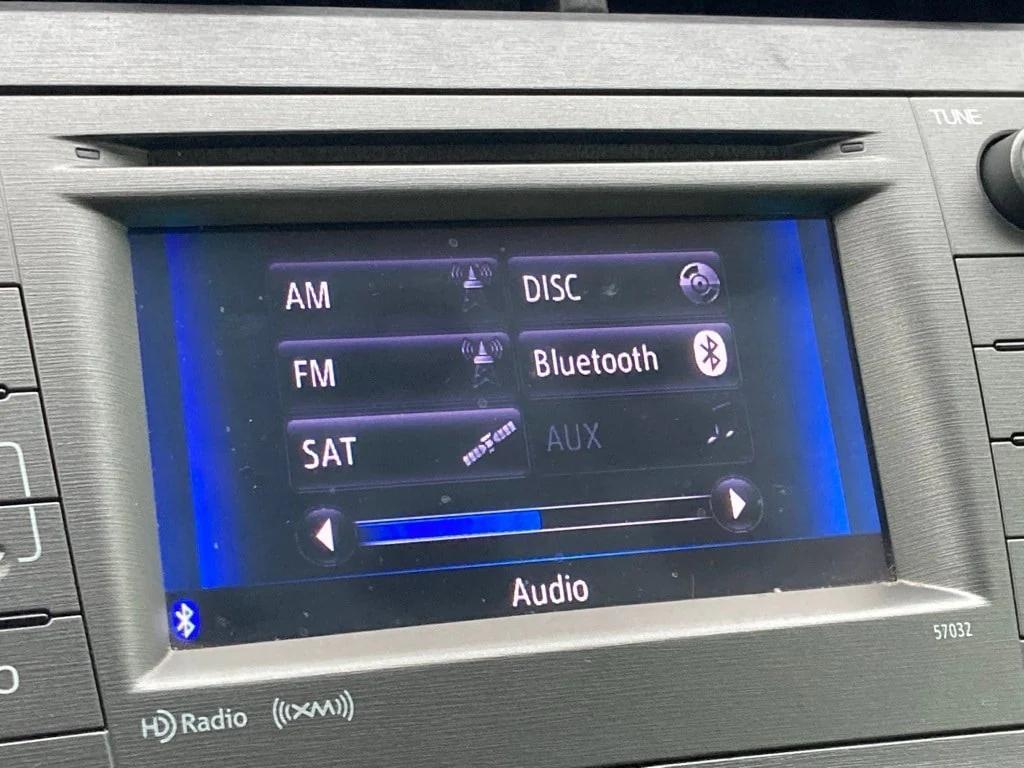 TUNE
AM
DISC
FM
Bluetooth
SAT
AUX
Audio
57032
HD Radio
((XM))